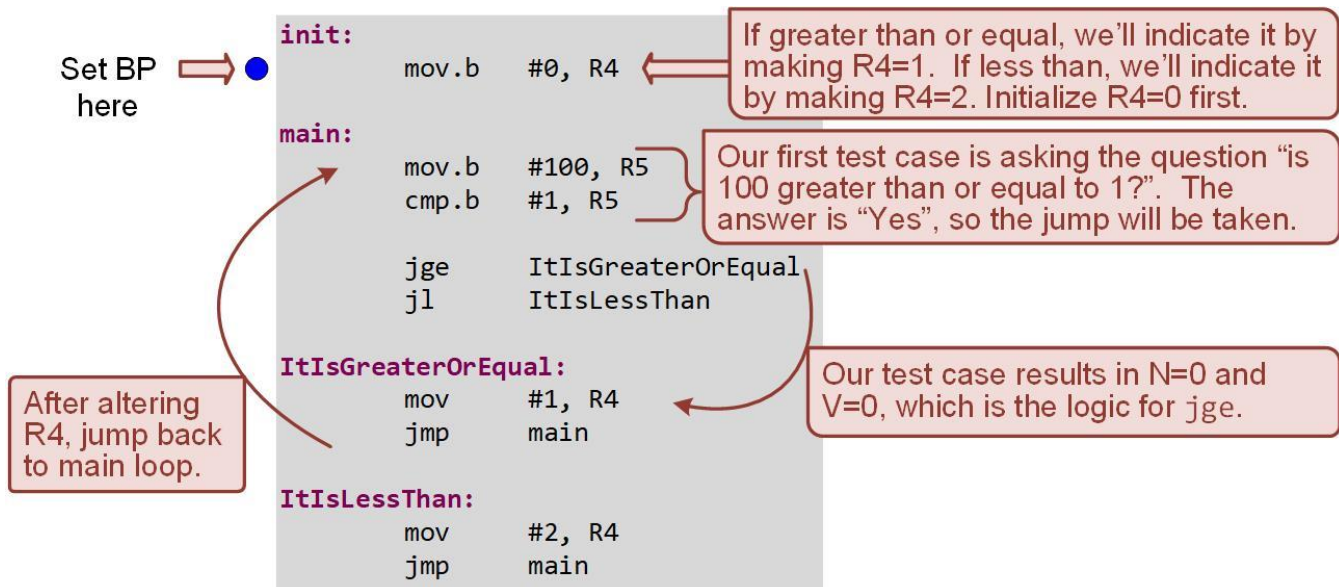 init:
Set BP
here
mov.b #0, R4
If greater than or equal, we’ll indicate it by
making R4=1. If less than, we’ll indicate it
by making R4=2. Initialize R4=0 first.
main:
mov.b #100, R5
cmp.b #1, R5
Our first test case is asking the question “is
100 greater than or equal to 1?”. The
answer is “Yes”, so the jump will be taken.
jge ItIsGreaterOrEqual
jl ItIsLessThan
ItIsGreaterOrEqual:
mov #1, R4
jmp main
Our test case results in N=0 and
V=0, which is the logic for jge.
After altering
R4, jump back
to main loop.
ItIsLessThan:
mov #2, R4
jmp main